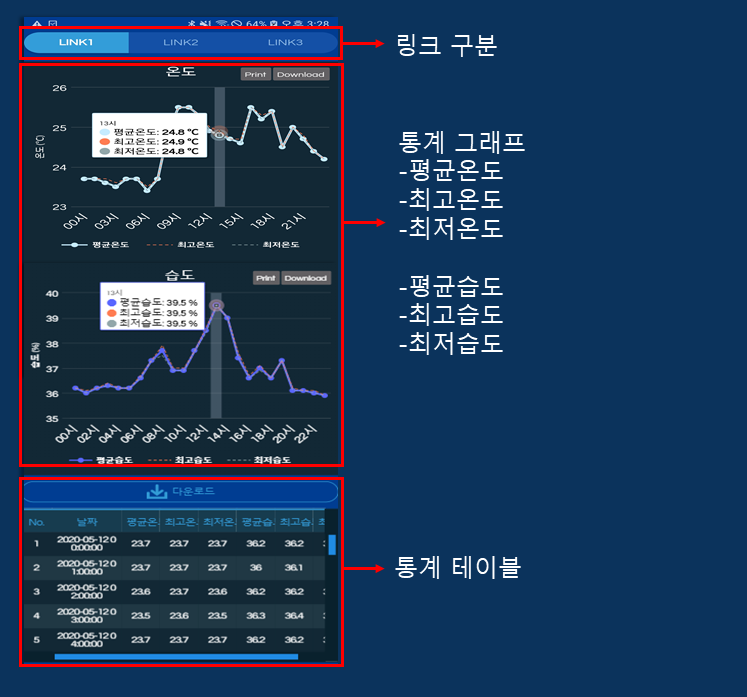 64% 오후 3:28
LINK1 LINK2 LINK3
링크 구분
온도
Print Download
26
25
24
23
온도(℃)
13시
평균온도: 24.8 ℃
최고온도: 24.9 ℃
최저온도: 24.8 ℃
00시 03시 06시 09시 12시 15시 18시 21시
평균온도 최고온도 최저온도
통계 그래프
-평균온도
-최고온도
-최저온도
-평균습도
-최고습도
-최저습도
습도
Print Download
40
39
38
37
36
35
습도(%)
13시
평균습도: 39.5 %
최고습도: 39.5 %
최저습도: 39.5 %
00시 02시 04시 06시 08시 10시 12시 14시 16시 18시 20시 22시
평균습도 최고습도 최저습도
다운로드
No. 날짜 평균온. 최고온. 최저온. 평균습. 최고습.
1 2020-05-12 0 23.7 23.7 23.7 36.2 36.2
0:00:00
2 2020-05-12 0 23.7 23.7 23.7 36 36.1
1:00:00
3 2020-05-12 0 23.6 23.7 23.6 36.2 36.2
2:00:00
4 2020-05-12 0 23.5 23.6 23.5 36.3 36.4
3:00:00
5 2020-05-12 0 23.7 23.7 23.7 36.2 36.2
4:00:00
통계 테이블